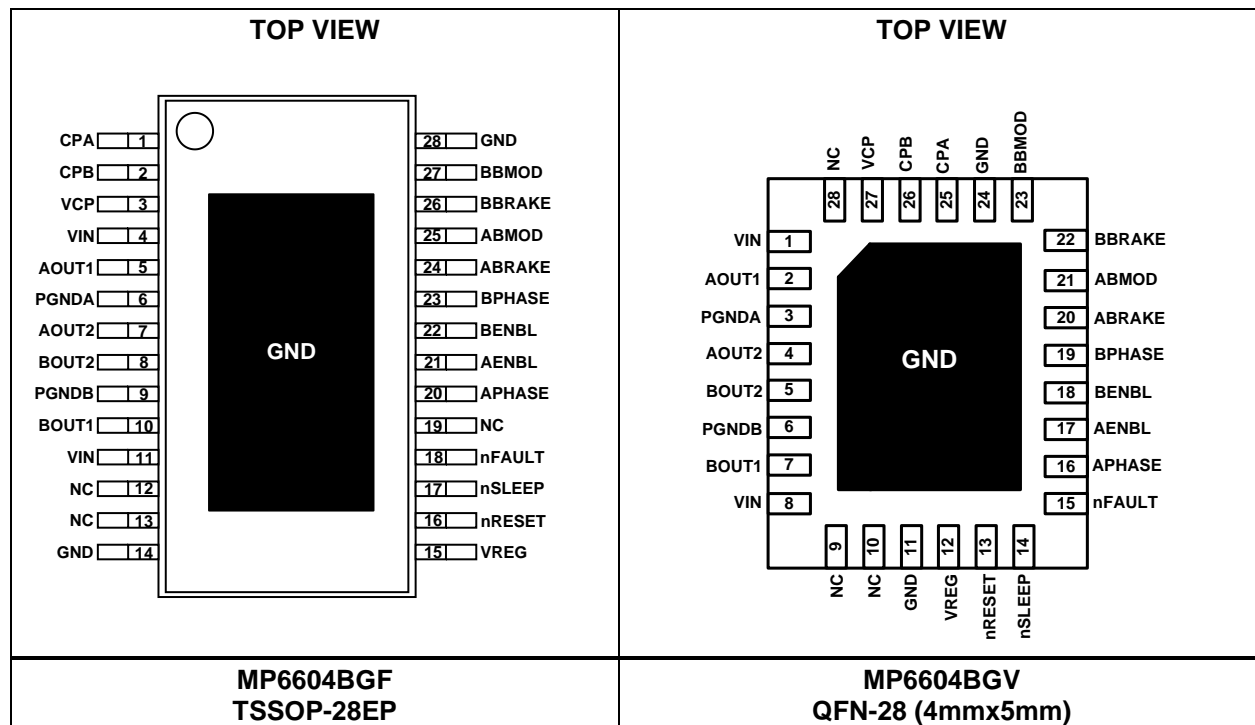 TOP VIEW
CPA 1
CPB 2
VCP 3
VIN 4
AOUT1 5
PGNDA 6
AOUT2 7
BOUT2 8
PGNDB 9
BOUT1 10
VIN 11
NC 12
NC 13
GND 14
GND
28 GND
27 BBMOD
26 BBRAKE
25 ABMOD
24 ABRAKE
23 BPHASE
22 BENBL
21 AENBL
20 APHASE
19 NC
18 nFAULT
17 nSLEEP
16 nRESET
15 VREG
MP6604BGF
TSSOP-28EP
TOP VIEW
NC VCP CPB CPA GND BBMOD
28 27 26 25 24 23
VIN 1
AOUT1 2
PGNDA 3
AOUT2 4
BOUT2 5
PGNDB 6
BOUT1 7
VIN 8
GND
22 BBRAKE
21 ABMOD
20 ABRAKE
19 BPHASE
18 BENBL
17 AENBL
16 APHASE
15 nFAULT
9 10 11 12 13 14
NC NC GND VREG nRESET nSLEEP
MP6604BGV
QFN-28 (4mmx5mm)